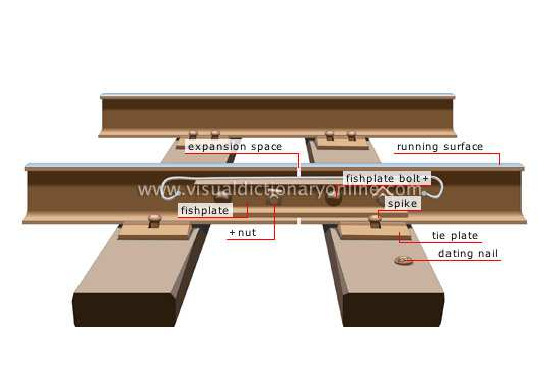 expansion space
running surface
fishplate bolt +
www.visualdictionaryonline.com
spike
fishplate
+ nut
tie plate
dating nail